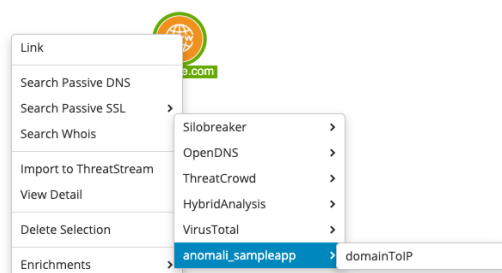 e.com
Link
Search Passive DNS
Search Passive SSL
Search Whois
Import to ThreatStream
View Detail
Delete Selection
Enrichments
Silobreaker
OpenDNS
ThreatCrowd
HybridAnalysis
VirusTotal
anomali_sampleapp
domainToIP